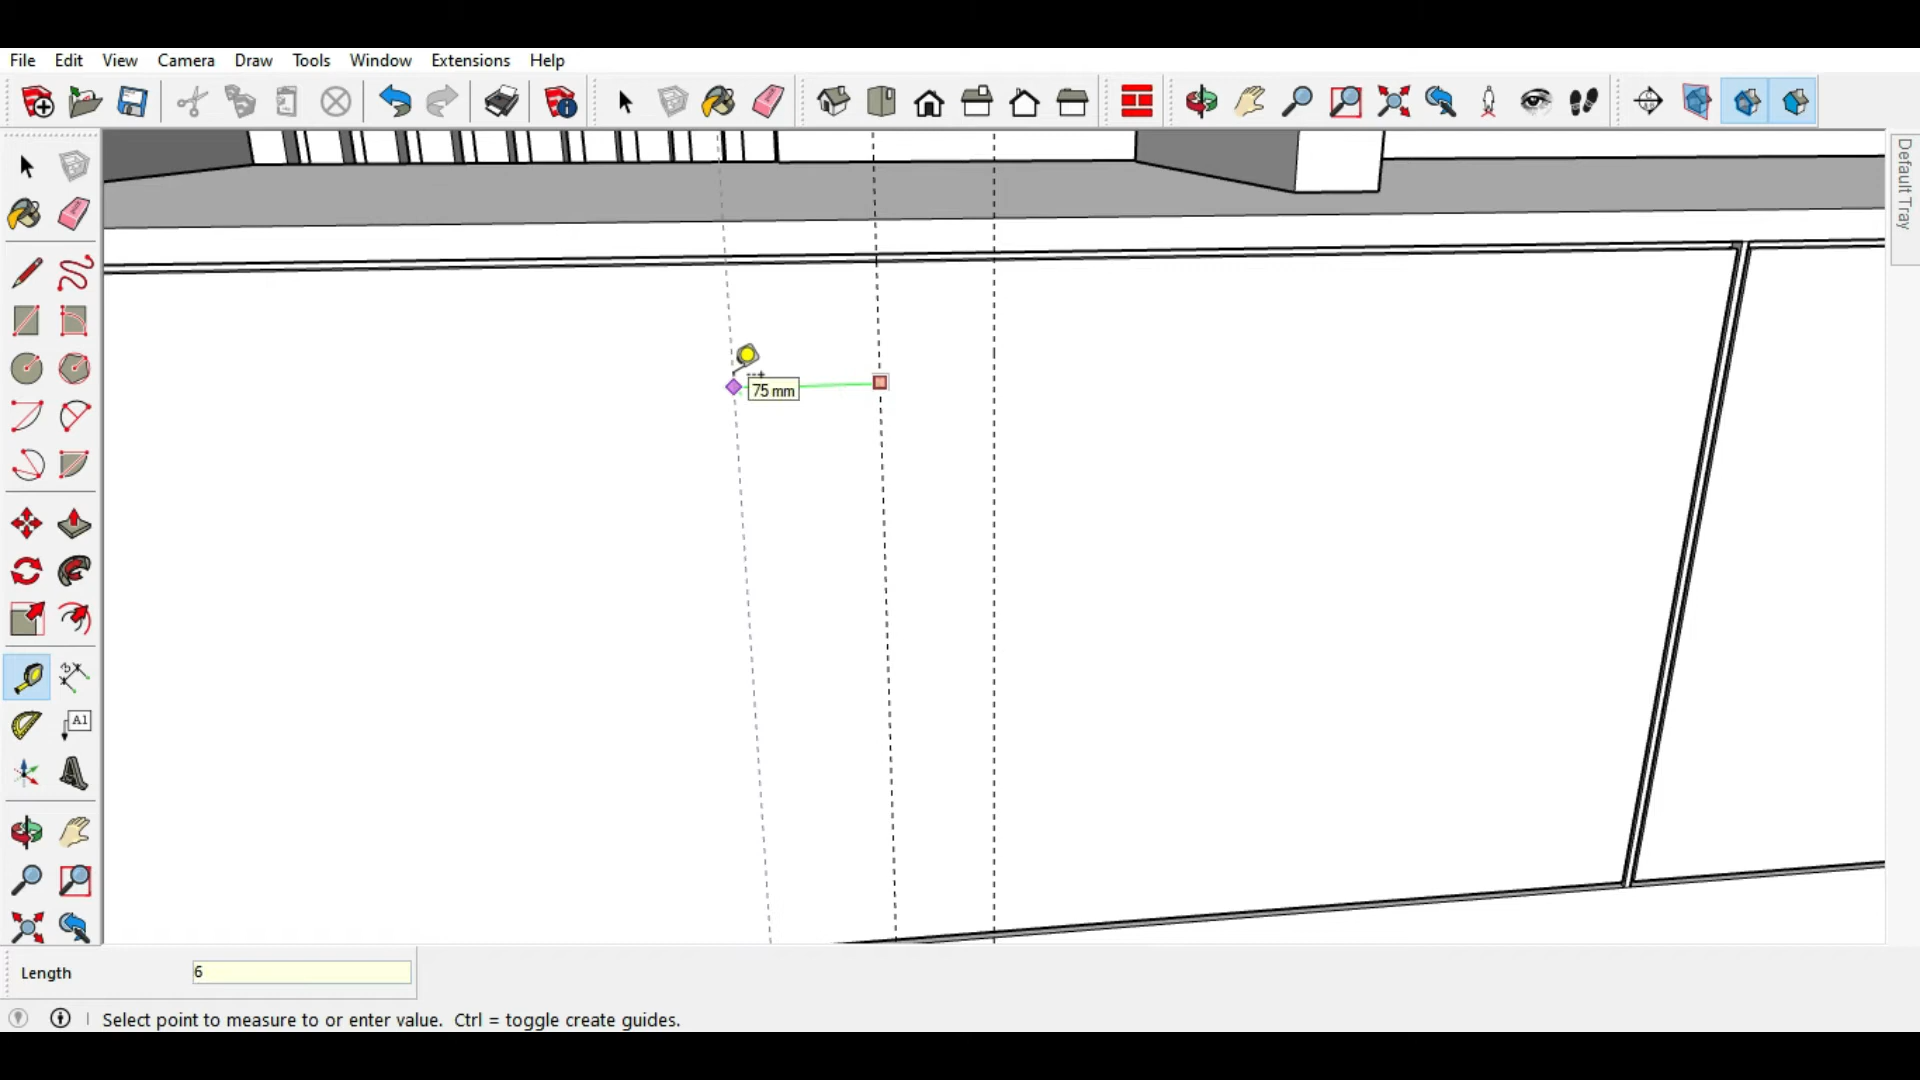 File Edit View Camera Draw Tools Window Extensions Help
Default Tray
75 mm
A1
Length 6
Select point to measure to or enter value. Ctrl = toggle create guides.